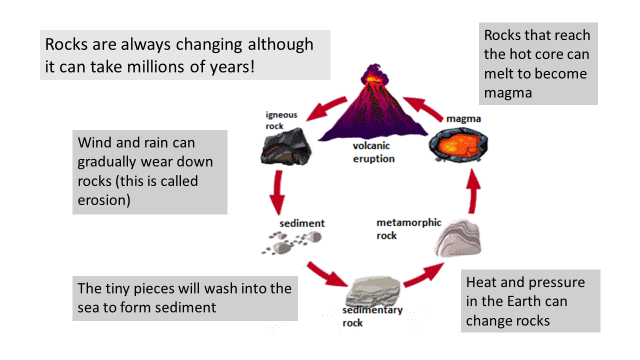 Rocks are always changing although
it can take millions of years!
Rocks that reach
the hot core can
melt to become
magma
igneous
rock
magma
volcanic
eruption
Wind and rain can
gradually wear down
rocks (this is called
erosion)
sediment
metamorphic
rock
The tiny pieces will wash into the
sea to form sediment
sedimentary
rock
Heat and pressure
in the Earth can
change rocks